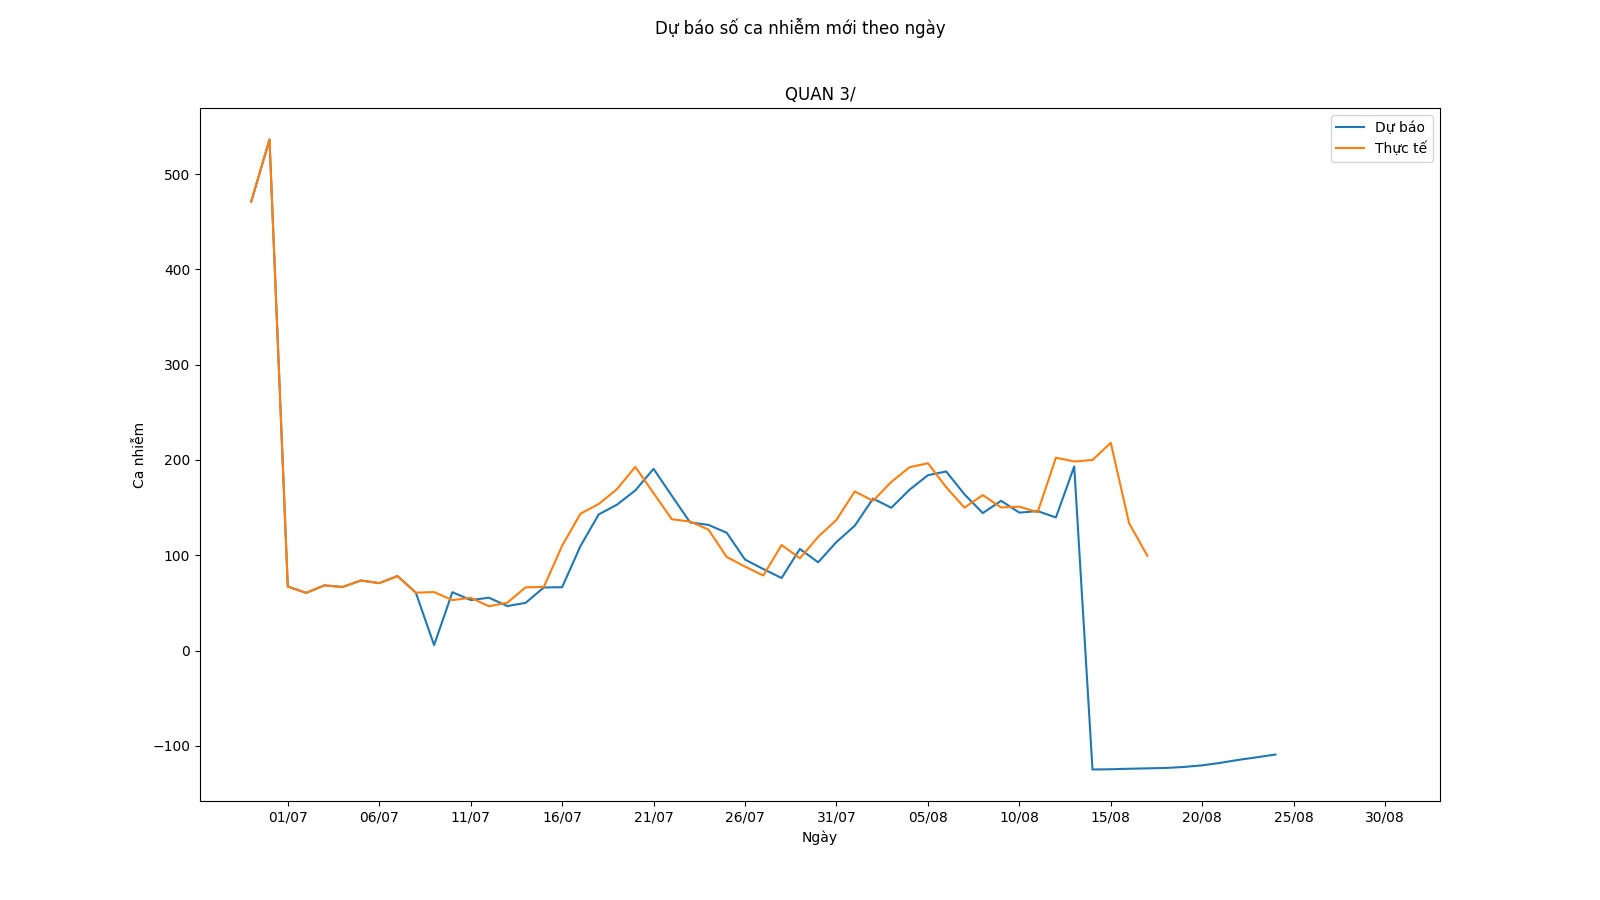 Dự báo số ca nhiễm mới theo ngày
QUAN 3/
Dự báo
Thực tế
500
400
300
200
100
0
−100
Ca nhiễm
01/07 06/07 11/07 16/07 21/07 26/07 31/07 05/08 10/08 15/08 20/08 25/08 30/08
Ngày